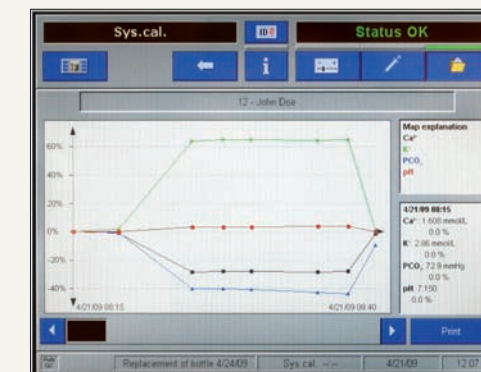 Sys.cal.
ID
Status OK
i
12 - John Doe
60%
40%
20%
0%
-20%
-40%
4/21/09 08:15
4/21/09 08:40
Map explanation
Ca²⁺
K⁺
PCO₂
pH
4/21/09 08:15
Ca²⁺ 1.600 mmol/L
0.0 %
K⁺ 2.86 mmol/L
0.0 %
PCO₂ 72.9 mmHg
0.0 %
pH 7.150
0.0 %
Print
Replacement of bottle 4/24/09
Sys.cal. --:--
4/21/09
12:07